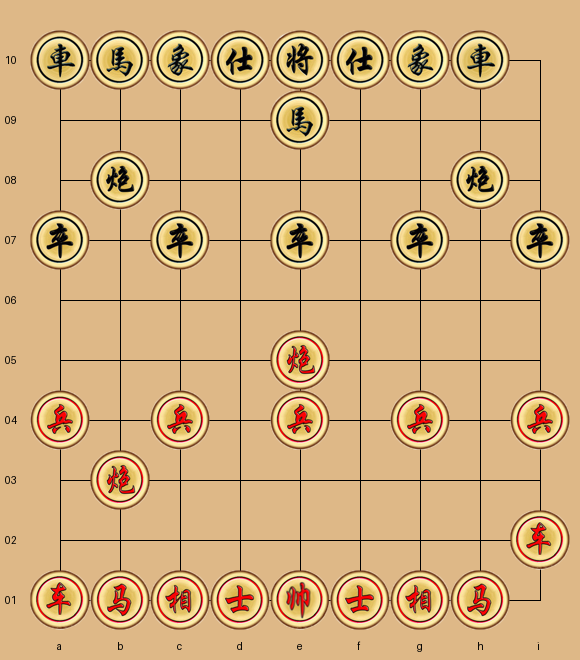 10 車 馬 象 仕 将 仕 象 車
09 馬
08 炮 炮
07 卒 卒 卒 卒 卒
06
05 炮
04 兵 兵 兵 兵 兵
03 炮
02 车
01 车 马 相 士 帅 士 相 马
a b c d e f g h i